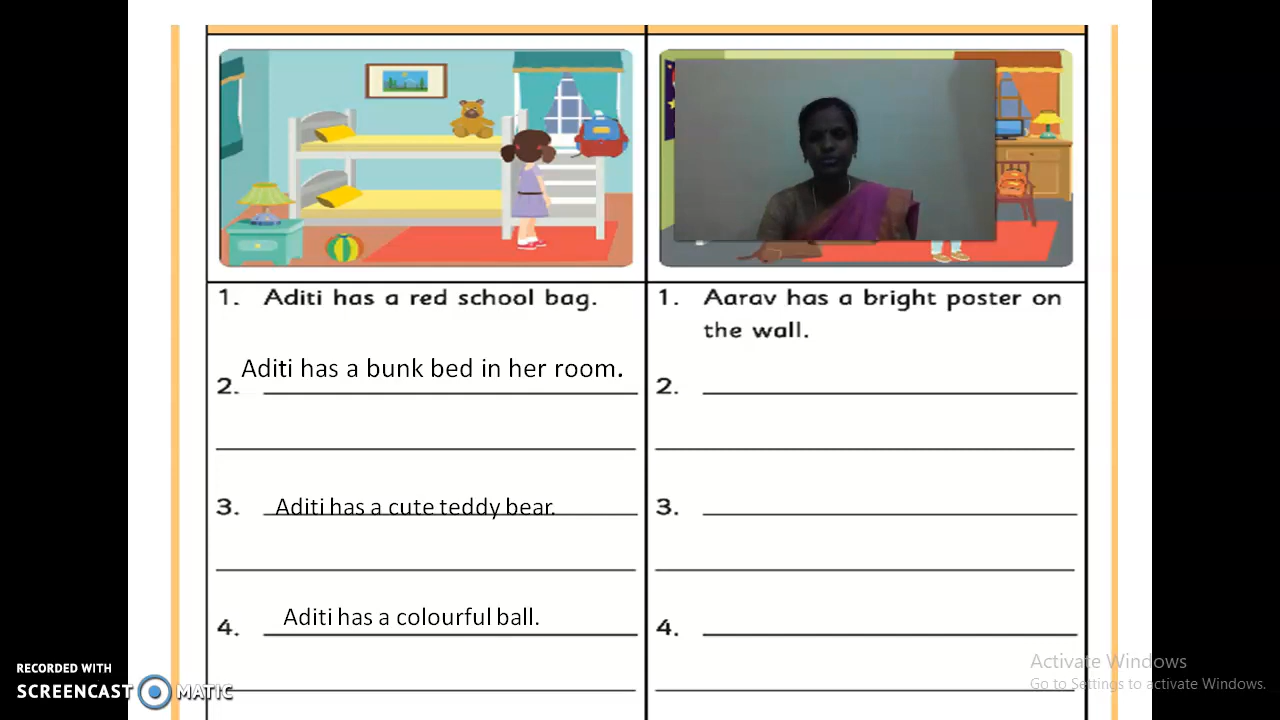 1. Aditi has a red school bag.
Aditi has a bunk bed in her room.
2.
3. Aditi has a cute teddy bear.
4. Aditi has a colourful ball.
1. Aarav has a bright poster on
the wall.
2.
3.
4.
Activate Windows
Go to Settings to activate Windows.
RECORDED WITH
SCREENCAST MATIC